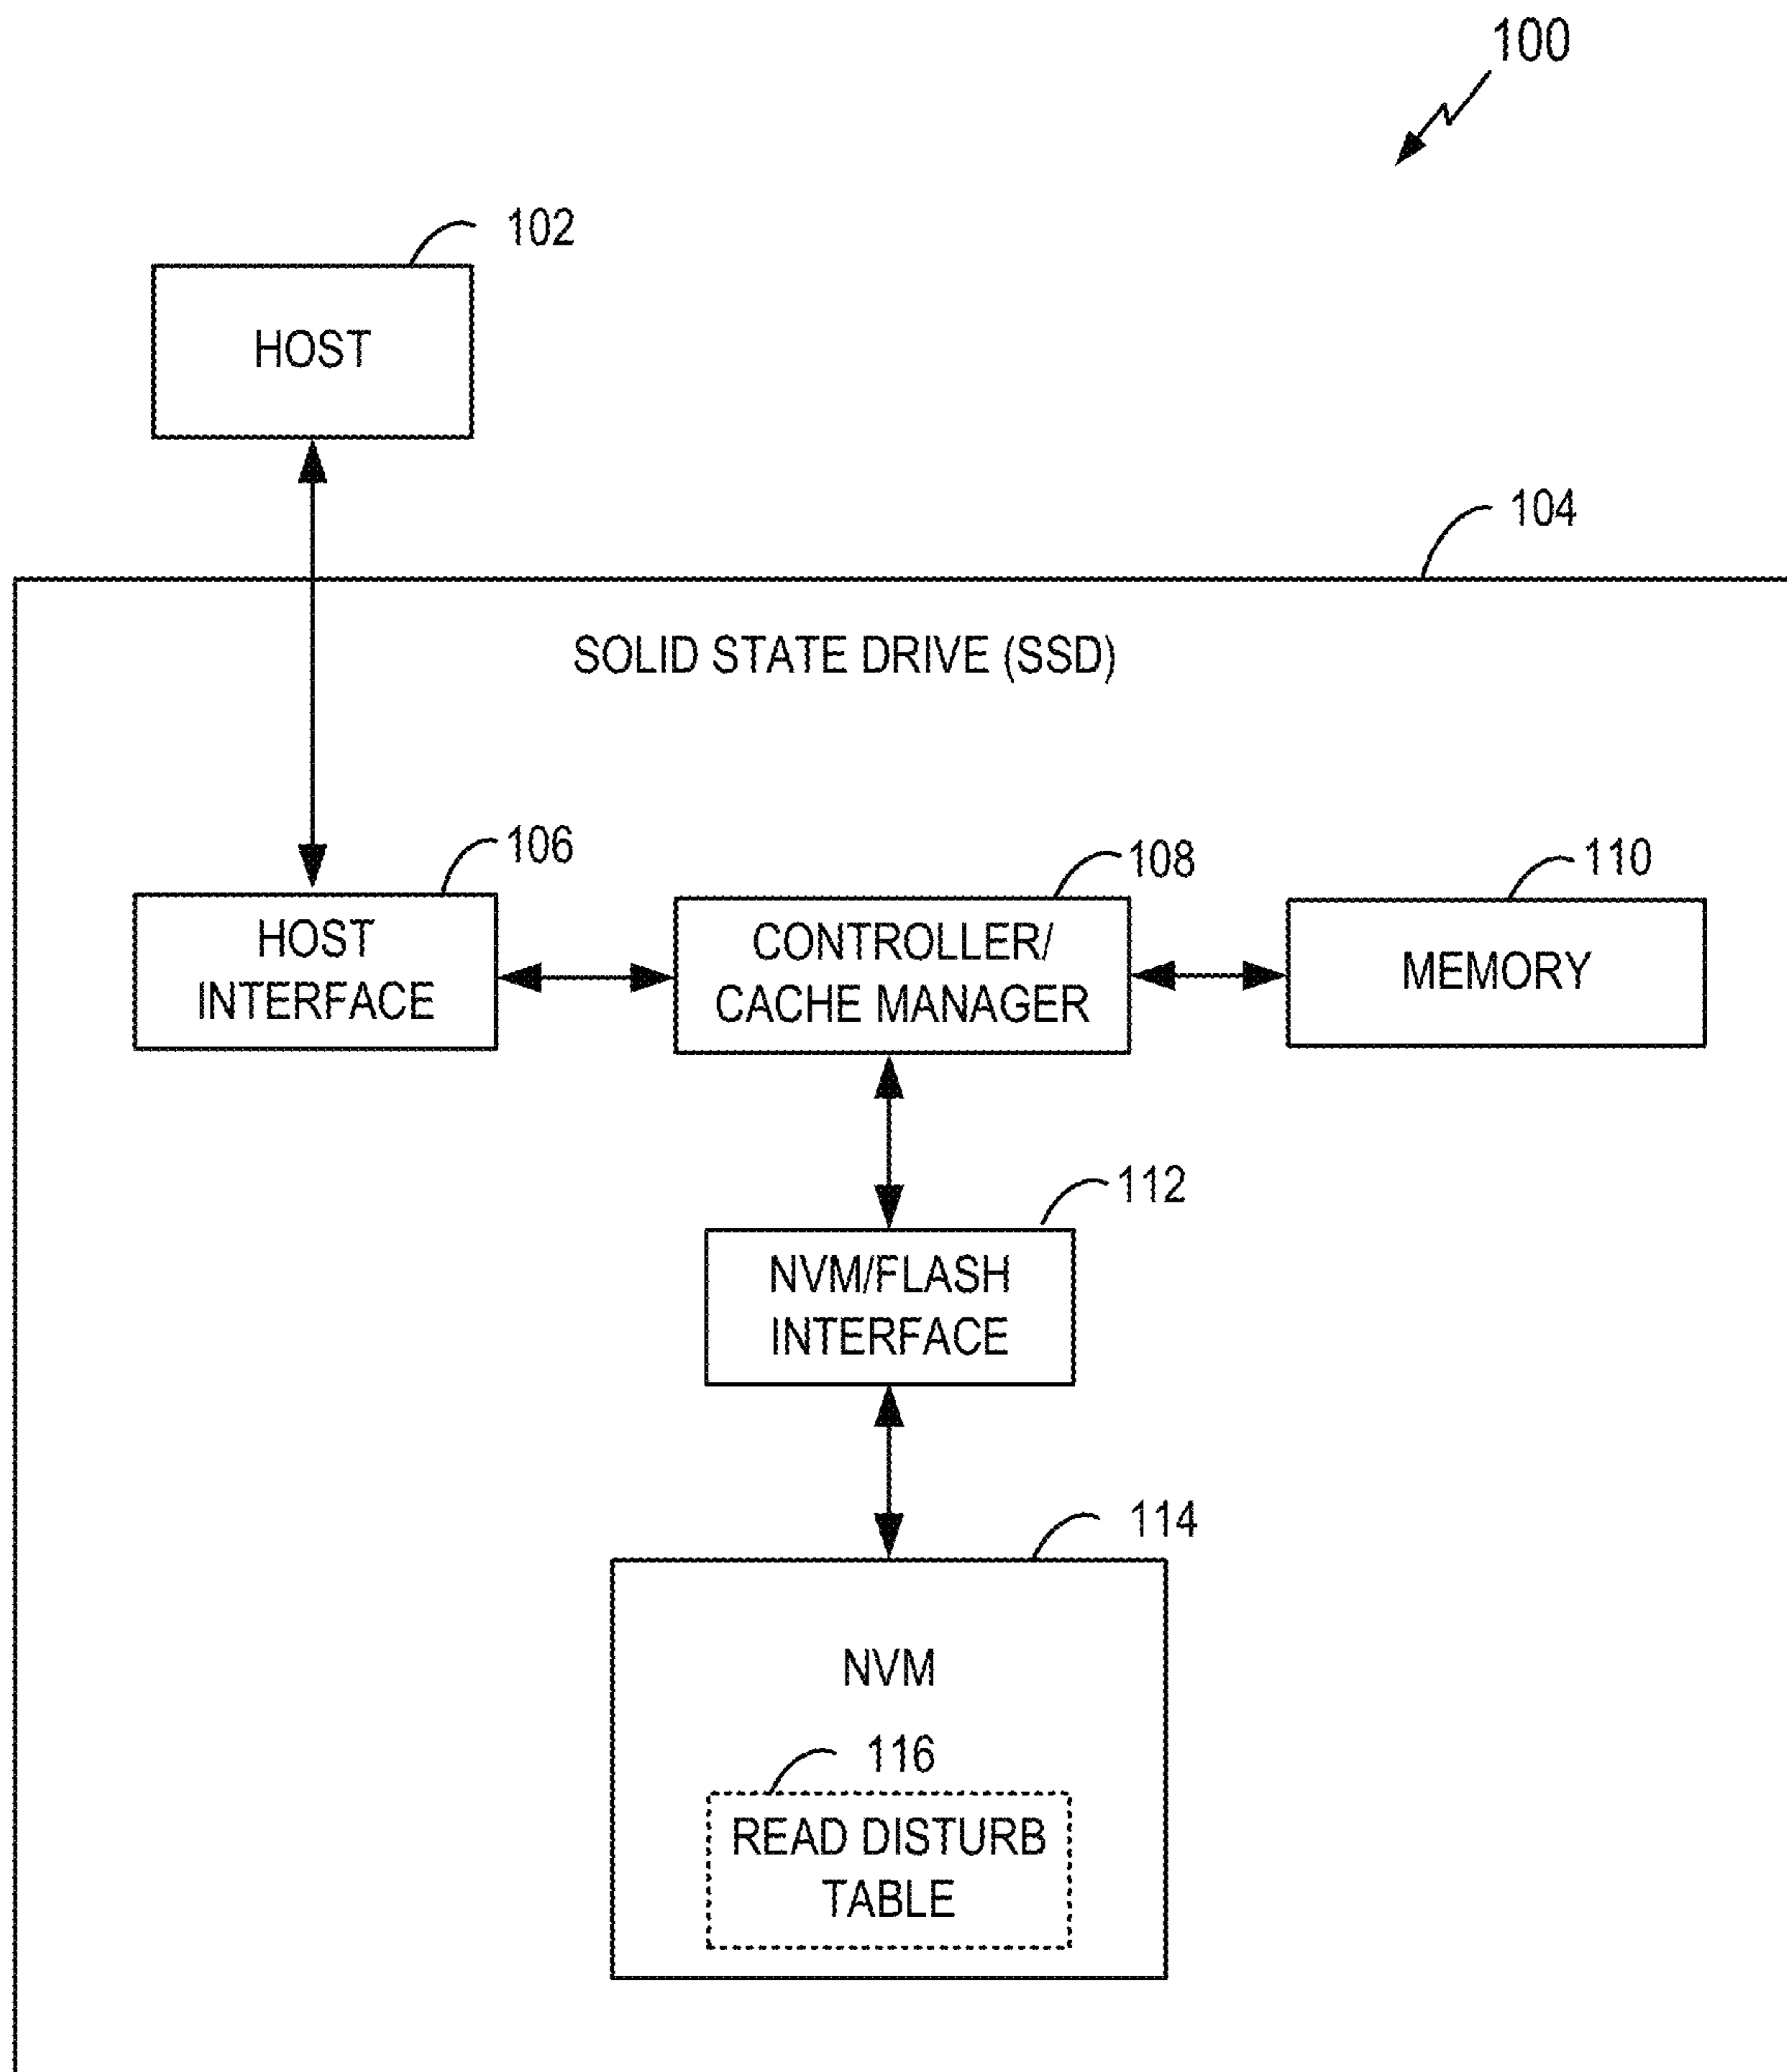 100
102
HOST
104
SOLID STATE DRIVE (SSD)
106
HOST
INTERFACE
108
CONTROLLER/
CACHE MANAGER
110
MEMORY
112
NVM/FLASH
INTERFACE
114
NVM
116
READ DISTURB
TABLE